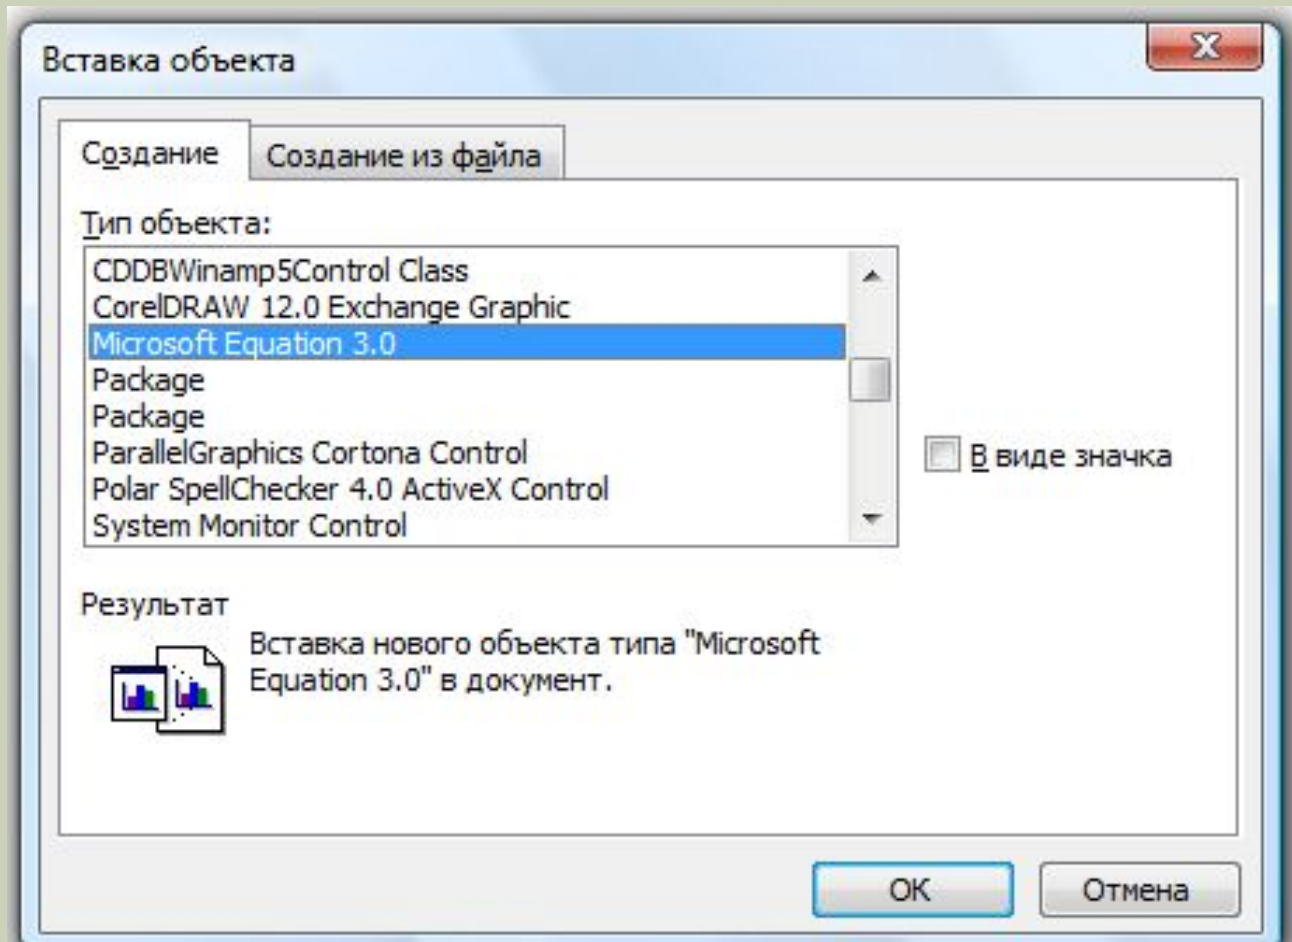 Вставка объекта
Создание
Создание из файла
Тип объекта:
CDDBWinamp5Control Class
CorelDRAW 12.0 Exchange Graphic
Microsoft Equation 3.0
Package
Package
ParallelGraphics Cortona Control
Polar SpellChecker 4.0 ActiveX Control
System Monitor Control
В виде значка
Результат
Вставка нового объекта типа "Microsoft
Equation 3.0" в документ.
ОК
Отмена